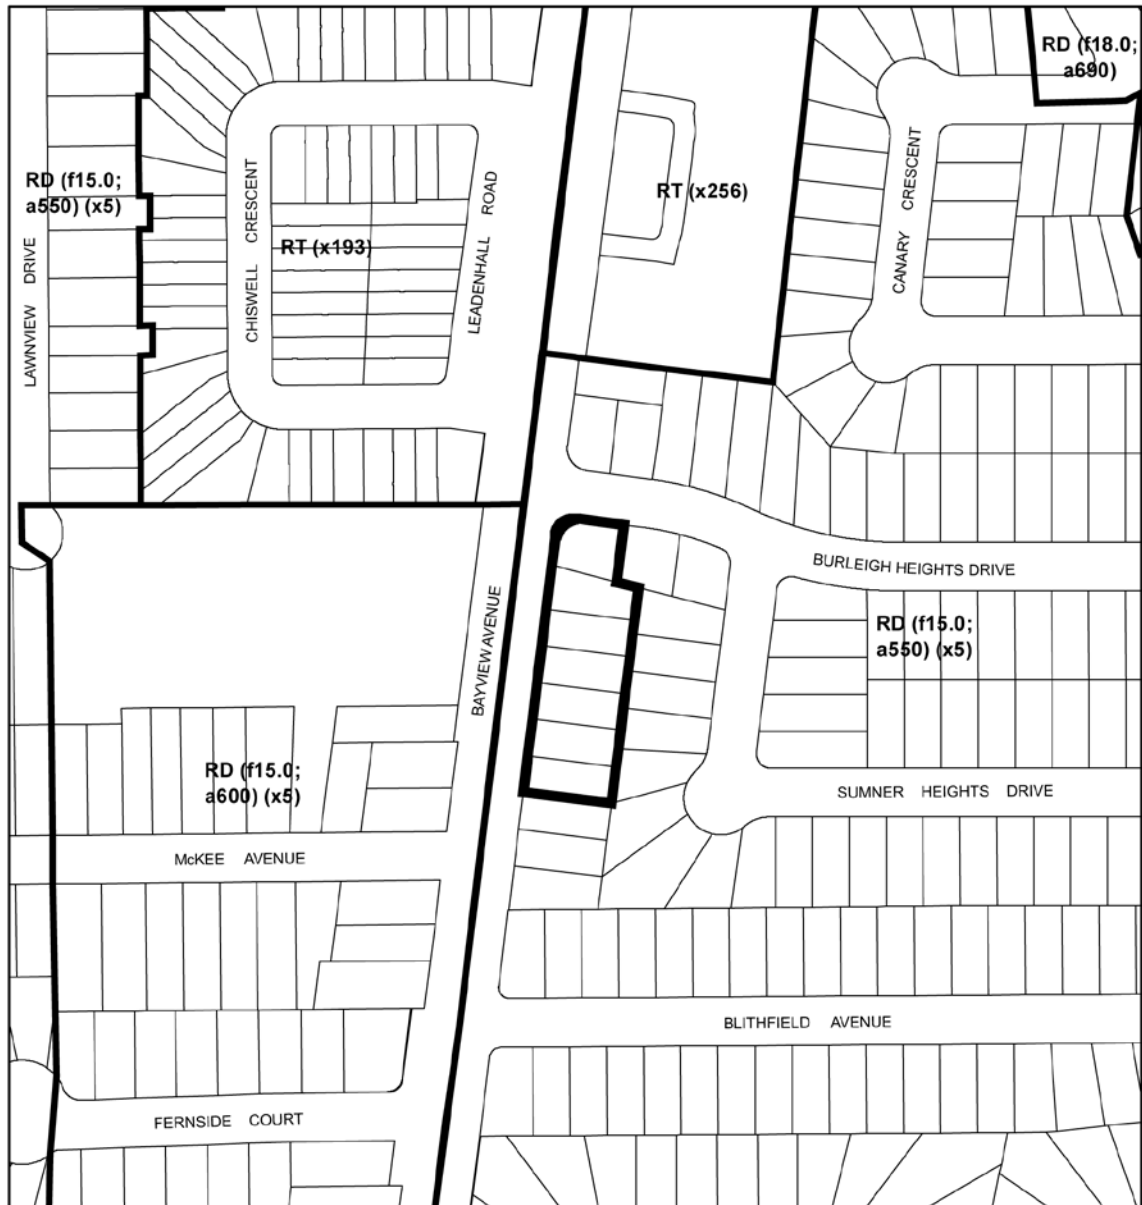 RD (f18.0;
a690)
RD (f15.0;
a550) (x5)
LAWNVIEW DRIVE
CHISWELL CRESCENT
RT (x193)
LEADENHALL ROAD
RT (x256)
CANARY CRESCENT
BURLEIGH HEIGHTS DRIVE
BAYVIEW AVENUE
RD (f15.0;
a550) (x5)
RD (f15.0;
a600) (x5)
SUMNER HEIGHTS DRIVE
McKEE AVENUE
BLITHFIELD AVENUE
FERNSIDE COURT